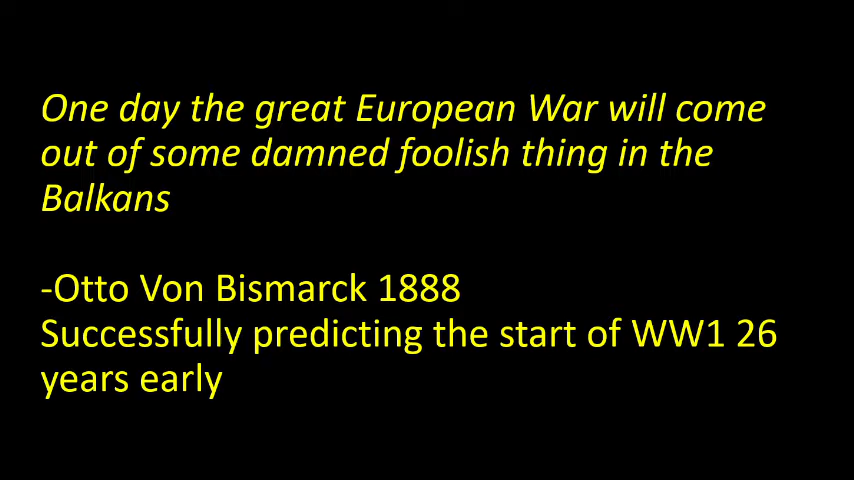 One day the great European War will come
out of some damned foolish thing in the
Balkans
-Otto Von Bismarck 1888
Successfully predicting the start of WW1 26
years early